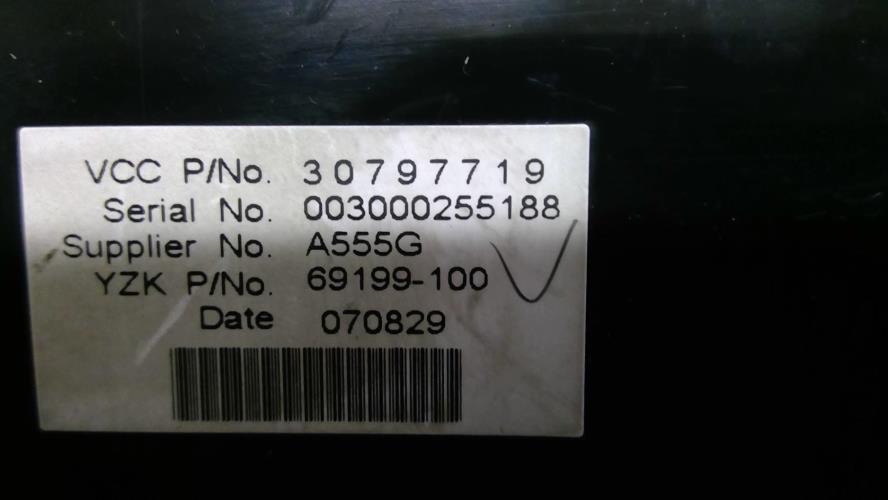 VCC P/No. 30797719
Serial No. 003000255188
Supplier No. A555G
YZK P/No. 69199-100
Date 070829